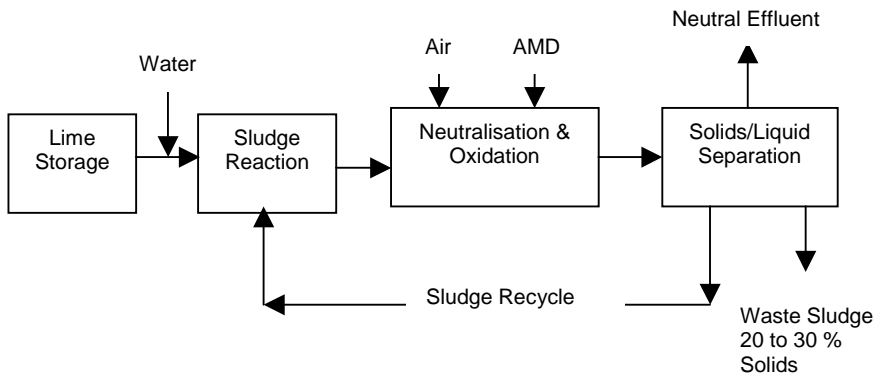 Neutral Effluent
Water
Air
AMD
Lime
Storage
Sludge
Reaction
Neutralisation &
Oxidation
Solids/Liquid
Separation
Sludge Recycle
Waste Sludge
20 to 30 %
Solids